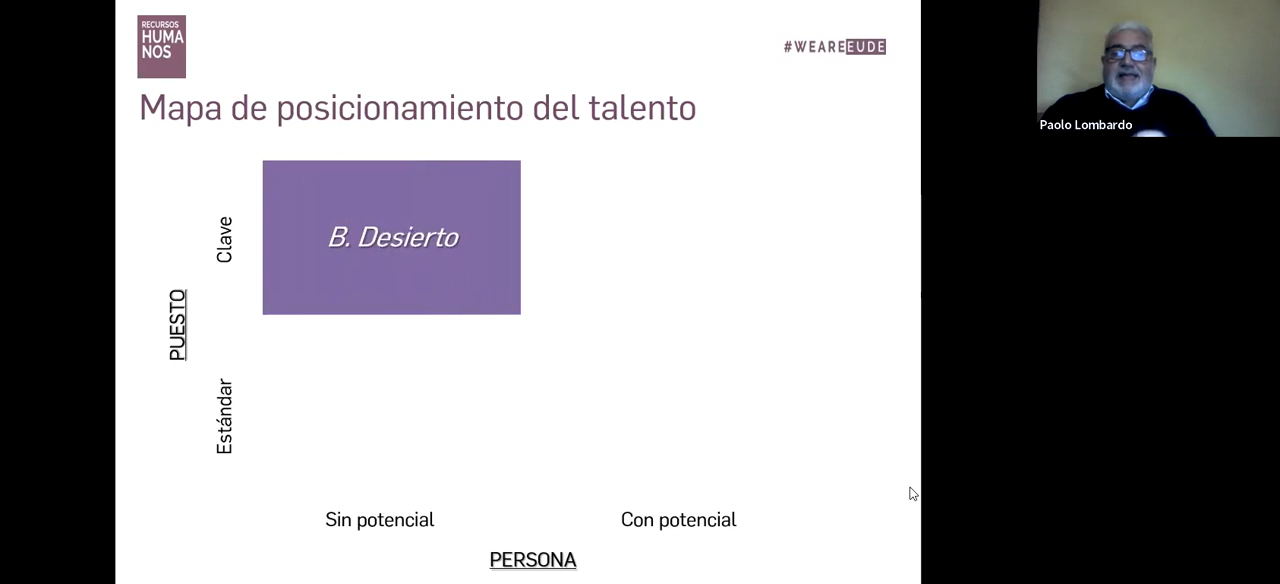 RECURSOS
HUMA
NOS
#WEAREEUDE
Mapa de posicionamiento del talento
Paolo Lombardo
B. Desierto
Clave
PUESTO
Estándar
Sin potencial
Con potencial
PERSONA